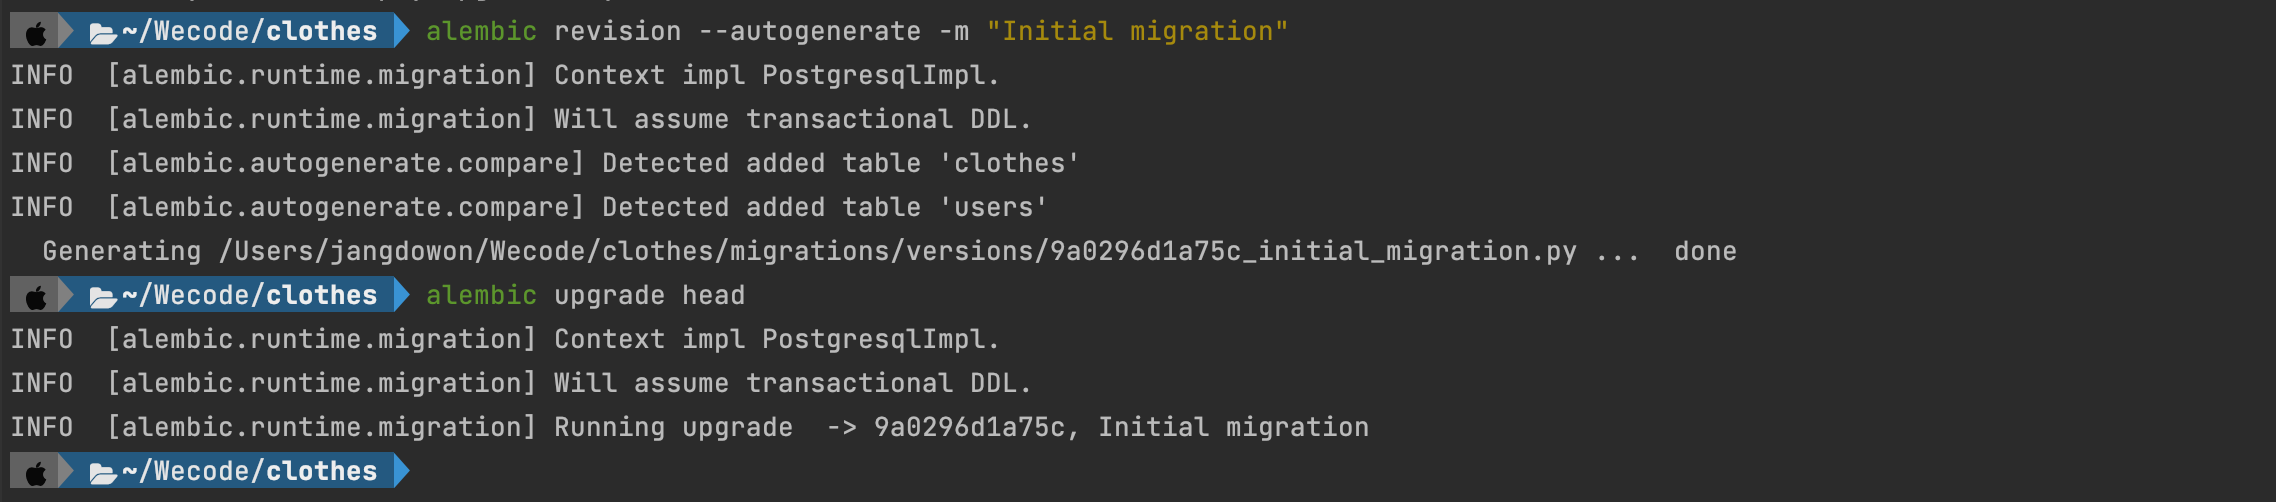 ~/Wecode/clothes alembic revision --autogenerate -m "Initial migration"
INFO  [alembic.runtime.migration] Context impl PostgresqlImpl.
INFO  [alembic.runtime.migration] Will assume transactional DDL.
INFO  [alembic.autogenerate.compare] Detected added table 'clothes'
INFO  [alembic.autogenerate.compare] Detected added table 'users'
  Generating /Users/jangdowon/Wecode/clothes/migrations/versions/9a0296d1a75c_initial_migration.py ...  done
~/Wecode/clothes alembic upgrade head
INFO  [alembic.runtime.migration] Context impl PostgresqlImpl.
INFO  [alembic.runtime.migration] Will assume transactional DDL.
INFO  [alembic.runtime.migration] Running upgrade  -> 9a0296d1a75c, Initial migration
~/Wecode/clothes